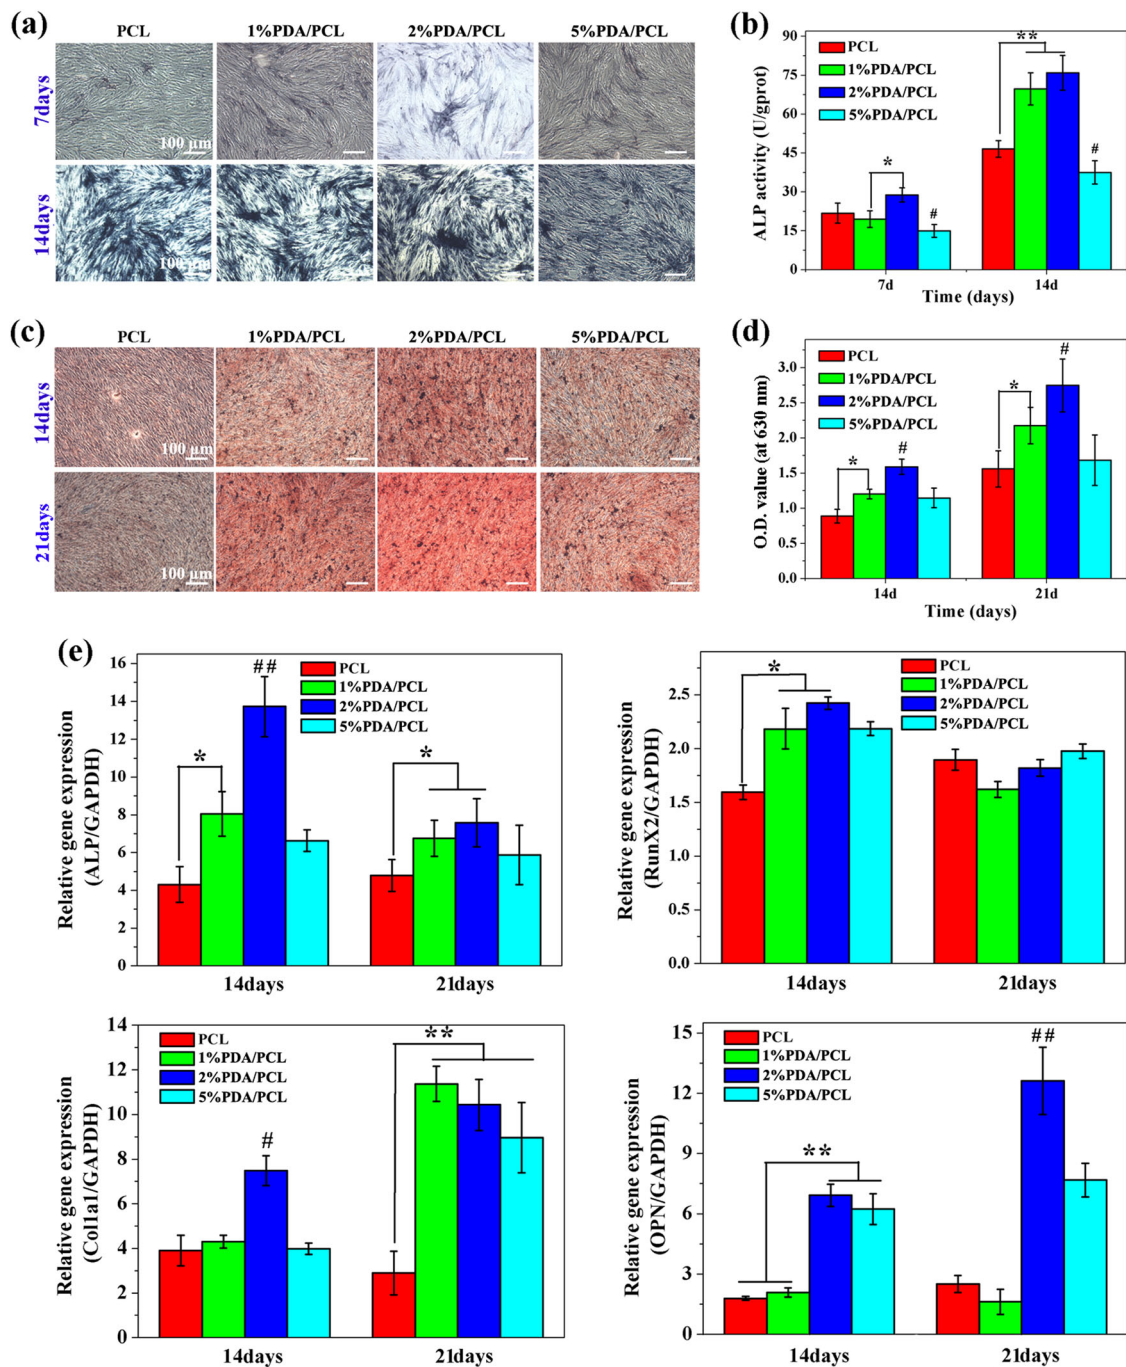 (a)
PCL 1%PDA/PCL 2%PDA/PCL 5%PDA/PCL
7days
100 µm
14days
100 µm
(b)
ALP activity (U/gprot)
90
75
60
45
30
15
0
PCL
1%PDA/PCL
2%PDA/PCL
5%PDA/PCL
*
#
**
#
7d 14d
Time (days)
(c)
PCL 1%PDA/PCL 2%PDA/PCL 5%PDA/PCL
14days
100 µm
21days
100 µm
(d)
O.D. value (at 630 nm)
3.0
2.5
2.0
1.5
1.0
0.5
0.0
PCL
1%PDA/PCL
2%PDA/PCL
5%PDA/PCL
*
#
*
#
14d 21d
Time (days)
(e)
Relative gene expression
(ALP/GAPDH)
16
14
12
10
8
6
4
2
0
PCL
1%PDA/PCL
2%PDA/PCL
5%PDA/PCL
*
##
*
14days 21days
Relative gene expression
(RunX2/GAPDH)
2.5
2.0
1.5
1.0
0.5
0.0
PCL
1%PDA/PCL
2%PDA/PCL
5%PDA/PCL
*
14days 21days
Relative gene expression
(Col1a1/GAPDH)
14
12
10
8
6
4
2
0
PCL
1%PDA/PCL
2%PDA/PCL
5%PDA/PCL
#
**
14days 21days
Relative gene expression
(OPN/GAPDH)
15
12
9
6
3
0
PCL
1%PDA/PCL
2%PDA/PCL
5%PDA/PCL
**
##
14days 21days